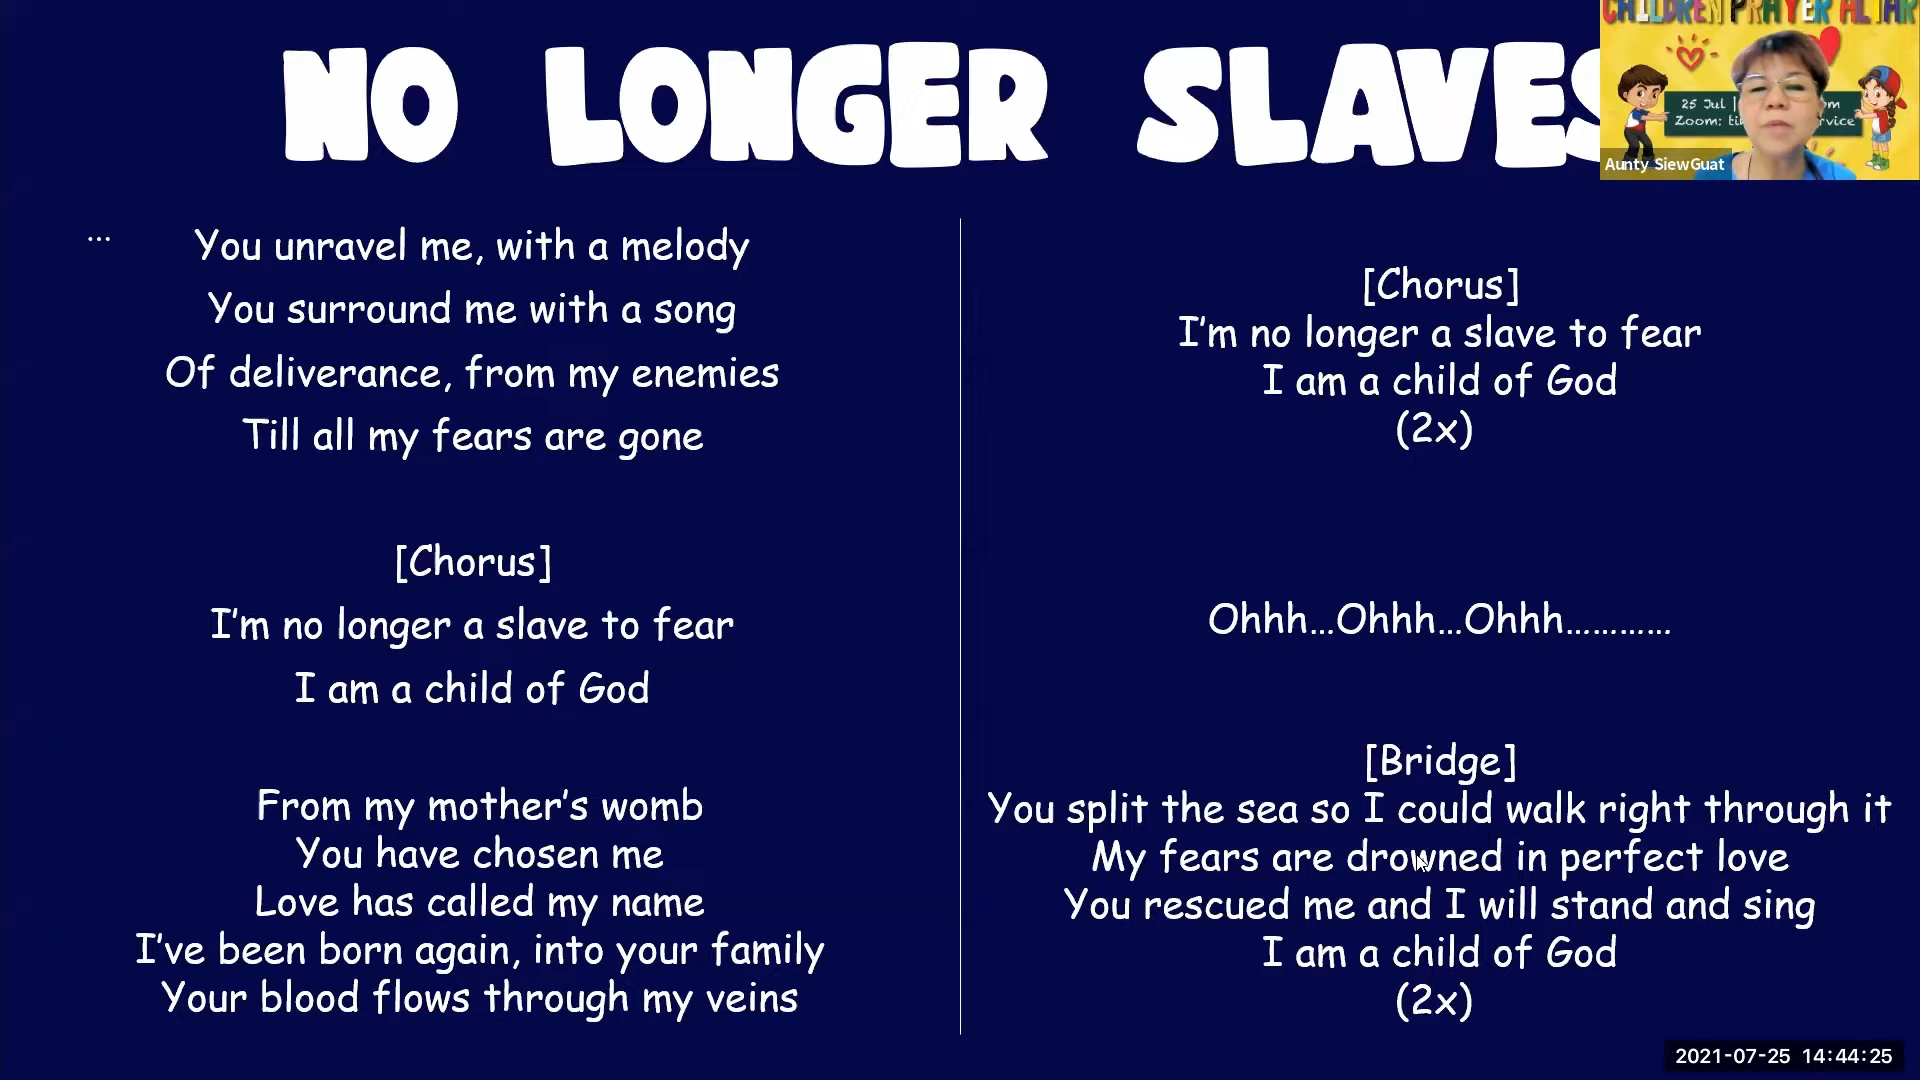 NO LONGER SLAVES
CHILDREN PRAYER ALTAR
25 Jul
Zoom:
Aunty SiewGuat
...
You unravel me, with a melody
You surround me with a song
Of deliverance, from my enemies
Till all my fears are gone
[Chorus]
I'm no longer a slave to fear
I am a child of God
From my mother's womb
You have chosen me
Love has called my name
I've been born again, into your family
Your blood flows through my veins
[Chorus]
I'm no longer a slave to fear
I am a child of God
(2x)
Ohhh...Ohhh...Ohhh............
[Bridge]
You split the sea so I could walk right through it
My fears are drowned in perfect love
You rescued me and I will stand and sing
I am a child of God
(2x)
2021-07-25 14:44:25